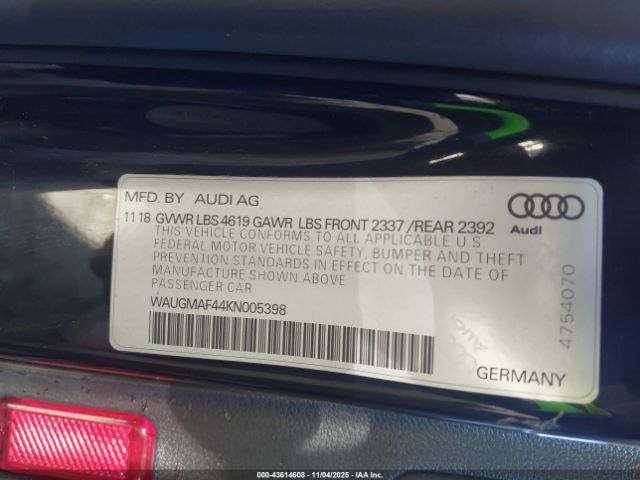 MFD. BY AUDI AG
11 18 GVWR LBS 4619 GAWR LBS FRONT 2337 /REAR 2392
THIS VEHICLE CONFORMS TO ALL APPLICABLE U S
FEDERAL MOTOR VEHICLE SAFETY, BUMPER AND THEFT
PREVENTION STANDARDS IN EFFECT ON THE DATE OF
MANUFACTURE SHOWN ABOVE
PASSENGER CAR
WAUGMAF44KN005398
Audi
4754070
Audi
GERMANY
000-43614608 - 11/04/2025 - IAA Inc.